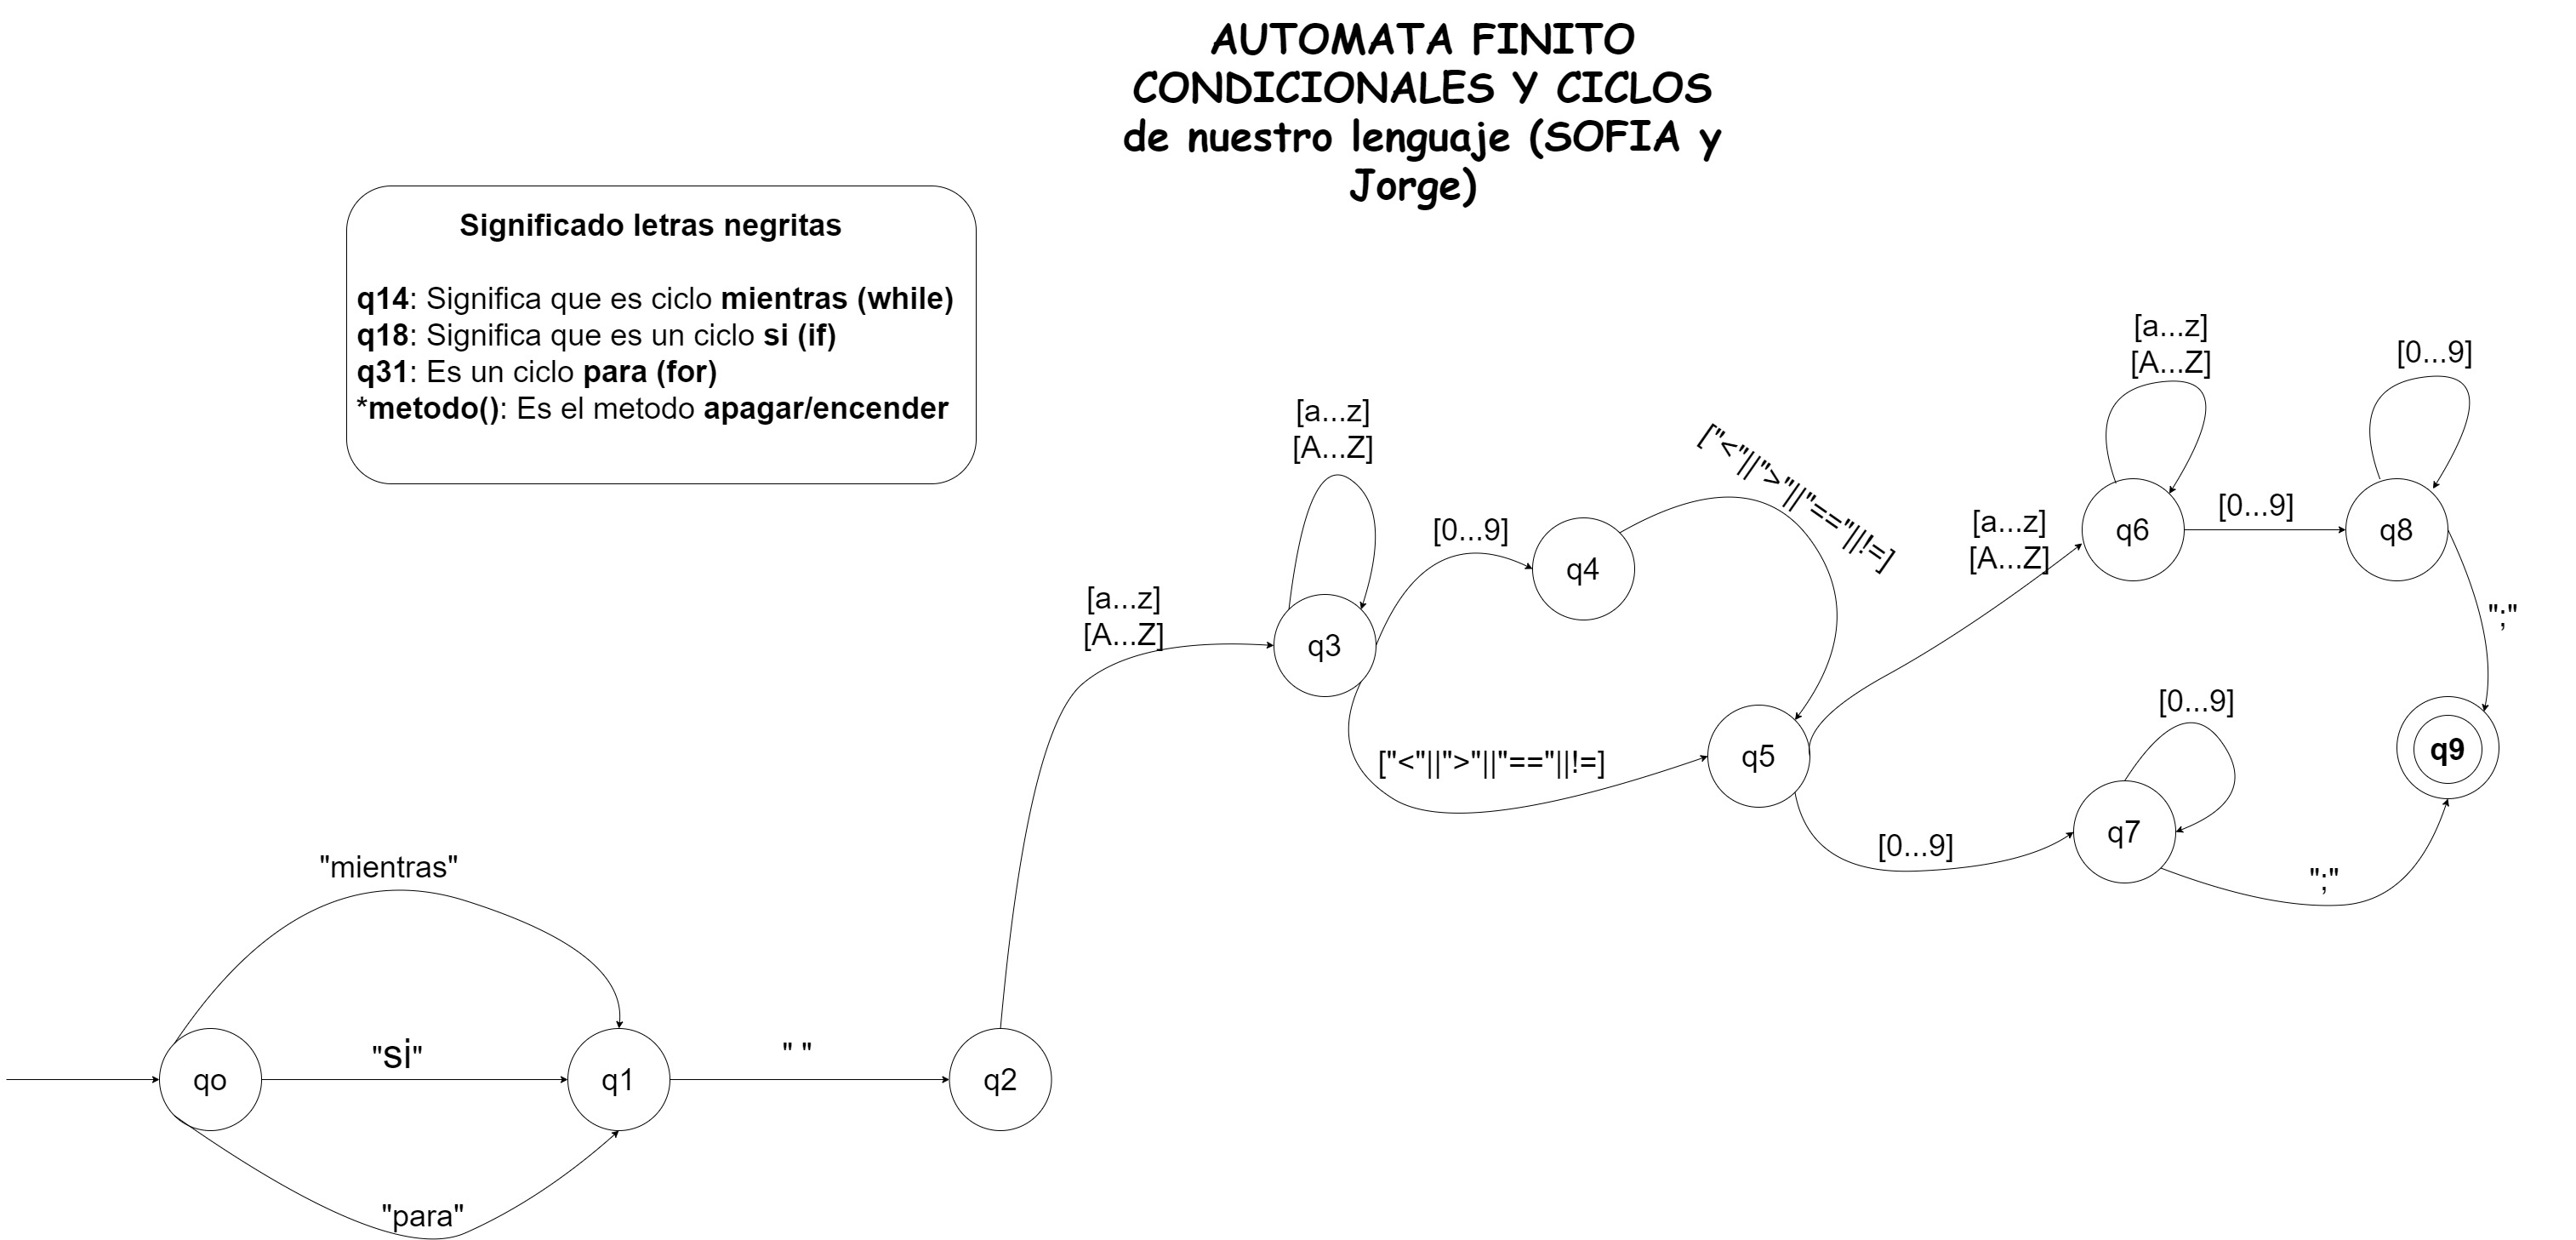 AUTOMATA FINITO
CONDICIONALES Y CICLOS
de nuestro lenguaje (SOFIA y
Jorge)
Significado letras negritas
q14: Significa que es ciclo mientras (while)
q18: Significa que es un ciclo si (if)
q31: Es un ciclo para (for)
*metodo(): Es el metodo apagar/encender
[a...z]
[A...Z]
[0...9]
[a...z]
[A...Z]
["<"||">"||"=="||!=]
[0...9]
q4
[a...z]
[A...Z]
q6
[0...9]
q8
[a...z]
[A...Z]
q3
";"
[0...9]
["<"||">"||"=="||!=]
q5
q9
q7
[0...9]
";"
"mientras"
qo
"si"
q1
" "
q2
"para"